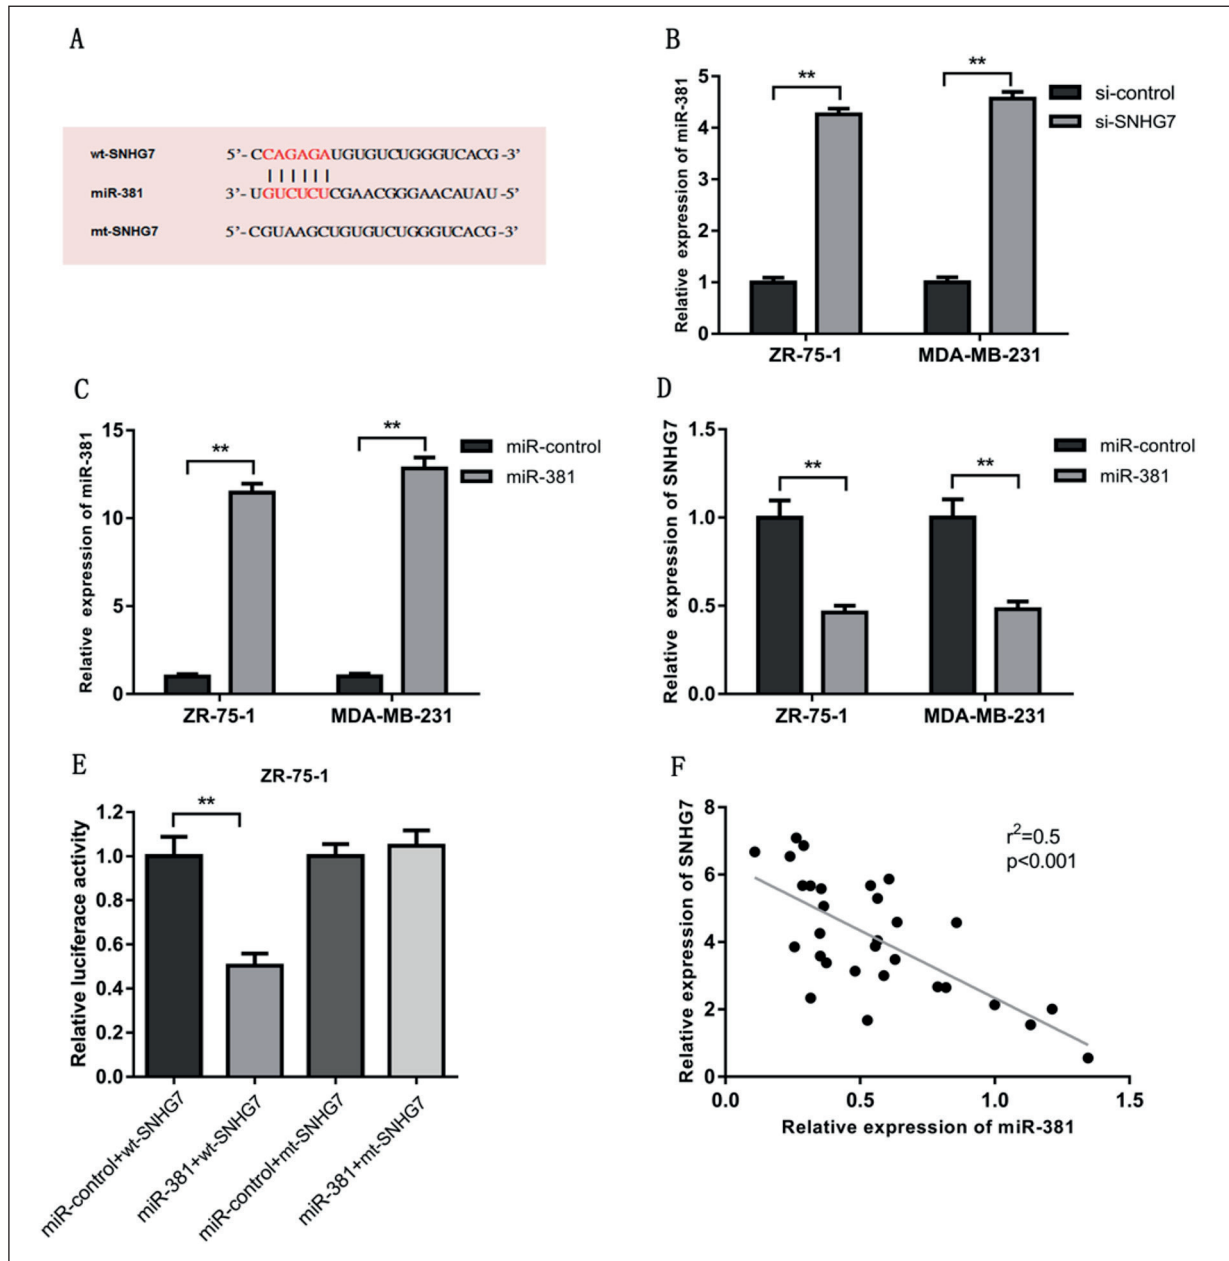 A
wt-SNHG7 5'- CCAGAGAUGUGUCUGGGUCACG -3'
miR-381 3'- UGUCUCUCGAACGGGAACAUAU -5'
mt-SNHG7 5'- CGUAAGCUGUGUCUGGGUCACG -3'
B
Relative expression of miR-381
5
4
3
2
1
0
**
**
ZR-75-1
MDA-MB-231
si-control
si-SNHG7
C
Relative expression of miR-381
15
10
5
0
**
**
ZR-75-1
MDA-MB-231
miR-control
miR-381
D
Relative expression of SNHG7
1.5
1.0
0.5
0.0
**
**
ZR-75-1
MDA-MB-231
miR-control
miR-381
E
ZR-75-1
Relative luciferace activity
1.2
1.0
0.8
0.6
0.4
0.2
0.0
**
miR-control+wt-SNHG7
miR-381+wt-SNHG7
miR-control+mt-SNHG7
miR-381+mt-SNHG7
F
Relative expression of SNHG7
8
6
4
2
0
r²=0.5
p<0.001
0.0
0.5
1.0
1.5
Relative expression of miR-381